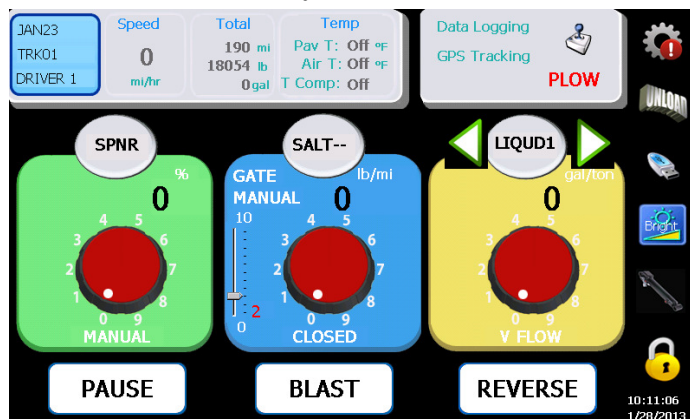 JAN23
TRK01
DRIVER 1
Speed
0
mi/hr
Total
190 mi
18054 lb
0gal
Temp
Pav T: Off °F
Air T: Off °F
T Comp: Off
Data Logging
GPS Tracking
PLOW
UNLOAD
SPNR
%
0
0 1 2 3 4 5 6 7 8 9
MANUAL
SALT--
GATE
MANUAL
lb/mi
0
10
2
0
0 1 2 3 4 5 6 7 8 9
CLOSED
LIQUD1
gal/ton
0
0 1 2 3 4 5 6 7 8 9
V FLOW
Bright
PAUSE
BLAST
REVERSE
10:11:06
1/28/2013